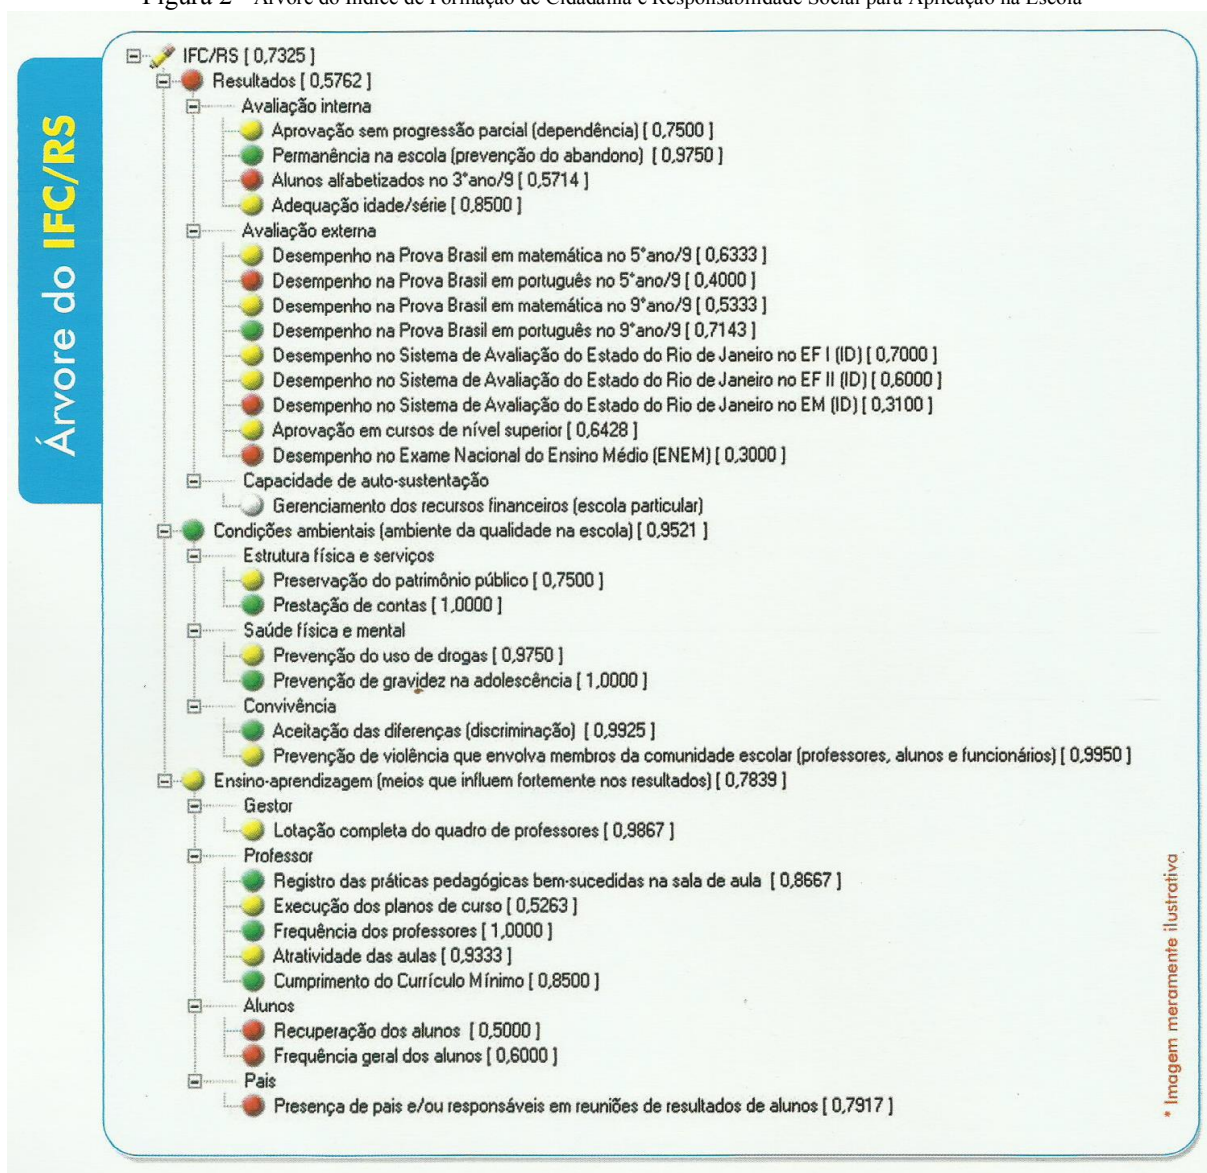 Figura 2 - Árvore do Índice de Formação de Cidadania e Responsabilidade Social para Aplicação na Escola
Árvore do IFC/RS
IFC/RS [ 0,7325 ]
Resultados [ 0,5762 ]
Avaliação interna
Aprovação sem progressão parcial (dependência) [ 0,7500 ]
Permanência na escola (prevenção do abandono) [ 0,9750 ]
Alunos alfabetizados no 3°ano/9 [ 0,5714 ]
Adequação idade/série [ 0,8500 ]
Avaliação externa
Desempenho na Prova Brasil em matemática no 5°ano/9 [ 0,6333 ]
Desempenho na Prova Brasil em português no 5°ano/9 [ 0,4000 ]
Desempenho na Prova Brasil em matemática no 9°ano/9 [ 0,5333 ]
Desempenho na Prova Brasil em português no 9°ano/9 [ 0,7143 ]
Desempenho no Sistema de Avaliação do Estado do Rio de Janeiro no EF I (ID) [ 0,7000 ]
Desempenho no Sistema de Avaliação do Estado do Rio de Janeiro no EF II (ID) [ 0,6000 ]
Desempenho no Sistema de Avaliação do Estado do Rio de Janeiro no EM (ID) [ 0,3100 ]
Aprovação em cursos de nível superior [ 0,6428 ]
Desempenho no Exame Nacional do Ensino Médio (ENEM) [ 0,3000 ]
Capacidade de auto-sustentação
Gerenciamento dos recursos financeiros (escola particular)
Condições ambientais (ambiente da qualidade na escola) [ 0,9521 ]
Estrutura física e serviços
Preservação do patrimônio público [ 0,7500 ]
Prestação de contas [ 1,0000 ]
Saúde física e mental
Prevenção do uso de drogas [ 0,9750 ]
Prevenção de gravidez na adolescência [ 1,0000 ]
Convivência
Aceitação das diferenças (discriminação) [ 0,9925 ]
Prevenção de violência que envolva membros da comunidade escolar (professores, alunos e funcionários) [ 0,9950 ]
Ensino-aprendizagem (meios que influem fortemente nos resultados) [ 0,7839 ]
Gestor
Lotação completa do quadro de professores [ 0,9867 ]
Professor
Registro das práticas pedagógicas bem-sucedidas na sala de aula [ 0,8667 ]
Execução dos planos de curso [ 0,5263 ]
Frequência dos professores [ 1,0000 ]
Atratividade das aulas [ 0,9333 ]
Cumprimento do Currículo Mínimo [ 0,8500 ]
Alunos
Recuperação dos alunos [ 0,5000 ]
Frequência geral dos alunos [ 0,6000 ]
Pais
Presença de pais e/ou responsáveis em reuniões de resultados de alunos [ 0,7917 ]
* Imagem meramente ilustrativa